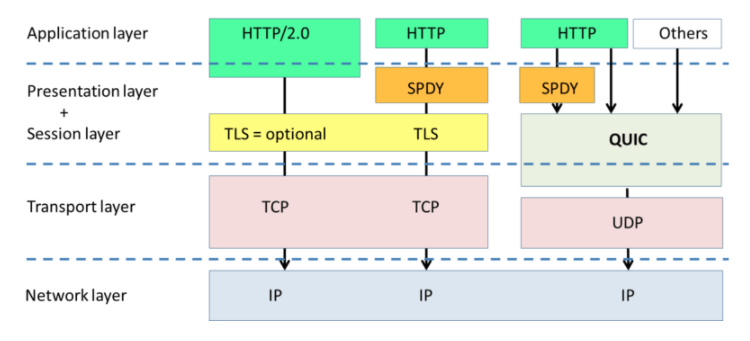 Application layer
HTTP/2.0
HTTP
HTTP
Others
Presentation layer
+
Session layer
SPDY
SPDY
TLS = optional
TLS
QUIC
Transport layer
TCP
TCP
UDP
Network layer
IP
IP
IP